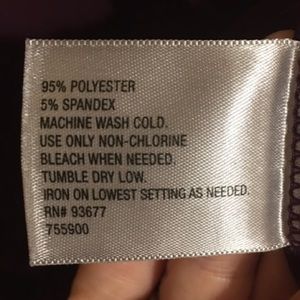 95% POLYESTER
5% SPANDEX
MACHINE WASH COLD.
USE ONLY NON-CHLORINE
BLEACH WHEN NEEDED.
TUMBLE DRY LOW.
IRON ON LOWEST SETTING AS NEEDED.
RN# 93677
755900